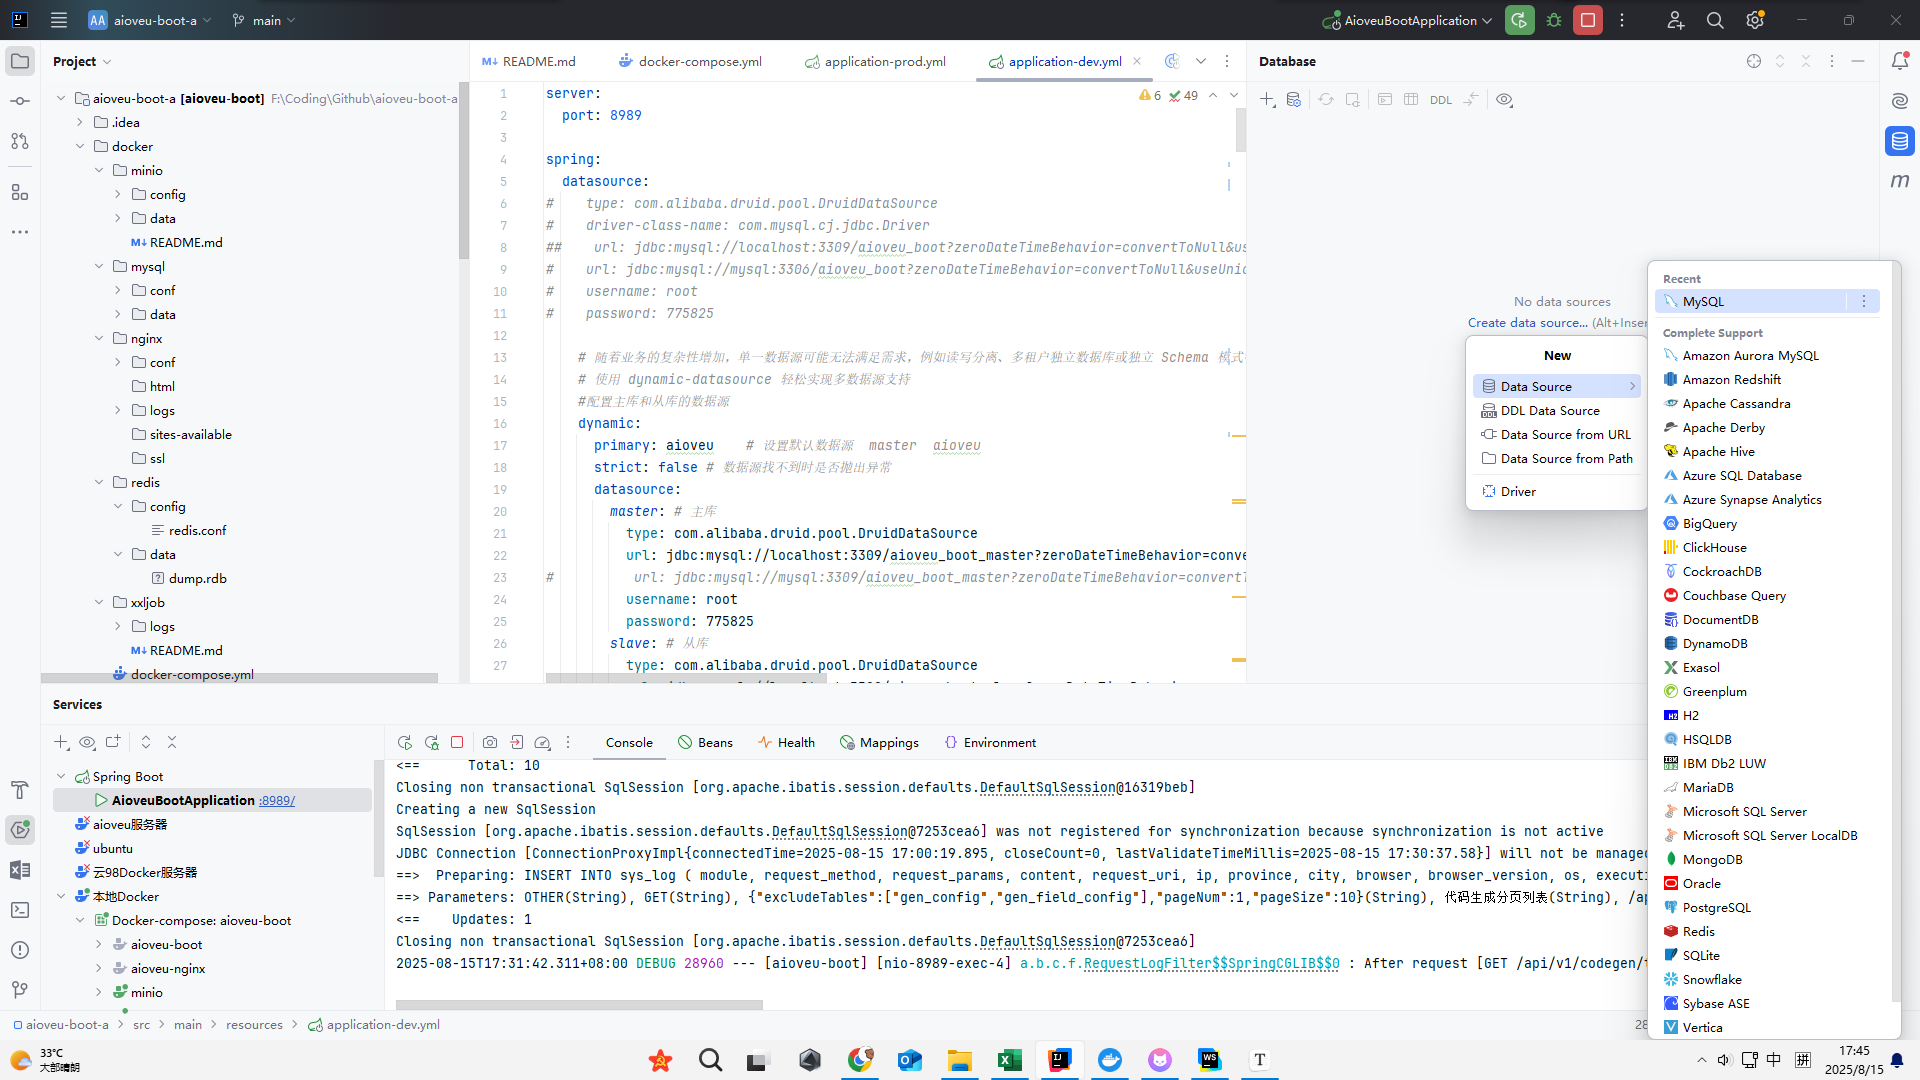 AA aioveu-boot-a main AioveuBootApplication
Project
aioveu-boot-a [aioveu-boot] F:\Coding\Github\aioveu-boot-a
.idea
docker
minio
config
data
README.md
mysql
conf
data
nginx
conf
html
logs
sites-available
ssl
redis
config
redis.conf
data
dump.rdb
xxljob
logs
README.md
docker-compose.yml
README.md docker-compose.yml application-prod.yml application-dev.yml
6 49
1 server:
2 port: 8989
3
4 spring:
5 datasource:
6 # type: com.alibaba.druid.pool.DruidDataSource
7 # driver-class-name: com.mysql.cj.jdbc.Driver
8 ## url: jdbc:mysql://localhost:3309/aioveu_boot?zeroDateTimeBehavior=convertToNull&us
9 # url: jdbc:mysql://mysql:3306/aioveu_boot?zeroDateTimeBehavior=convertToNull&useUnic
10 # username: root
11 # password: 775825
12
13 # 随着业务的复杂性增加，单一数据源可能无法满足需求，例如读写分离、多租户独立数据库或独立 Schema 模式
14 # 使用 dynamic-datasource 轻松实现多数据源支持
15 #配置主库和从库的数据源
16 dynamic:
17 primary: aioveu # 设置默认数据源 master aioveu
18 strict: false # 数据源找不到时是否抛出异常
19 datasource:
20 master: # 主库
21 type: com.alibaba.druid.pool.DruidDataSource
22 url: jdbc:mysql://localhost:3309/aioveu_boot_master?zeroDateTimeBehavior=conve
23 # url: jdbc:mysql://mysql:3309/aioveu_boot_master?zeroDateTimeBehavior=convertT
24 username: root
25 password: 775825
26 slave: # 从库
27 type: com.alibaba.druid.pool.DruidDataSource
Database
DDL
No data sources
Create data source... (Alt+Inser
New
Data Source
DDL Data Source
Data Source from URL
Data Source from Path
Driver
Recent
MySQL
Complete Support
Amazon Aurora MySQL
Amazon Redshift
Apache Cassandra
Apache Derby
Apache Hive
Azure SQL Database
Azure Synapse Analytics
BigQuery
ClickHouse
CockroachDB
Couchbase Query
DocumentDB
DynamoDB
Exasol
Greenplum
H2
HSQLDB
IBM Db2 LUW
MariaDB
Microsoft SQL Server
Microsoft SQL Server LocalDB
MongoDB
Oracle
PostgreSQL
Redis
SQLite
Snowflake
Sybase ASE
Vertica
Services
Spring Boot
AioveuBootApplication :8989/
aioveu服务器
ubuntu
云98Docker服务器
本地Docker
Docker-compose: aioveu-boot
aioveu-boot
aioveu-nginx
minio
Console Beans Health Mappings Environment
<== Total: 10
Closing non transactional SqlSession [org.apache.ibatis.session.defaults.DefaultSqlSession@16319beb]
Creating a new SqlSession
SqlSession [org.apache.ibatis.session.defaults.DefaultSqlSession@7253cea6] was not registered for synchronization because synchronization is not active
JDBC Connection [ConnectionProxyImpl{connectedTime=2025-08-15 17:00:19.895, closeCount=0, lastValidateTimeMillis=2025-08-15 17:30:37.58}] will not be manage
==> Preparing: INSERT INTO sys_log ( module, request_method, request_params, content, request_uri, ip, province, city, browser, browser_version, os, executi
==> Parameters: OTHER(String), GET(String), {"excludeTables":["gen_config","gen_field_config"],"pageNum":1,"pageSize":10}(String), 代码生成分页列表(String), /ap
<== Updates: 1
Closing non transactional SqlSession [org.apache.ibatis.session.defaults.DefaultSqlSession@7253cea6]
2025-08-15T17:31:42.311+08:00 DEBUG 28960 --- [aioveu-boot] [nio-8989-exec-4] a.b.c.f.RequestLogFilter$$SpringCGLIB$$0 : After request [GET /api/v1/codegen/t
aioveu-boot-a > src > main > resources > application-dev.yml
28
33°C
大部晴朗
中 拼
17:45
2025/8/15